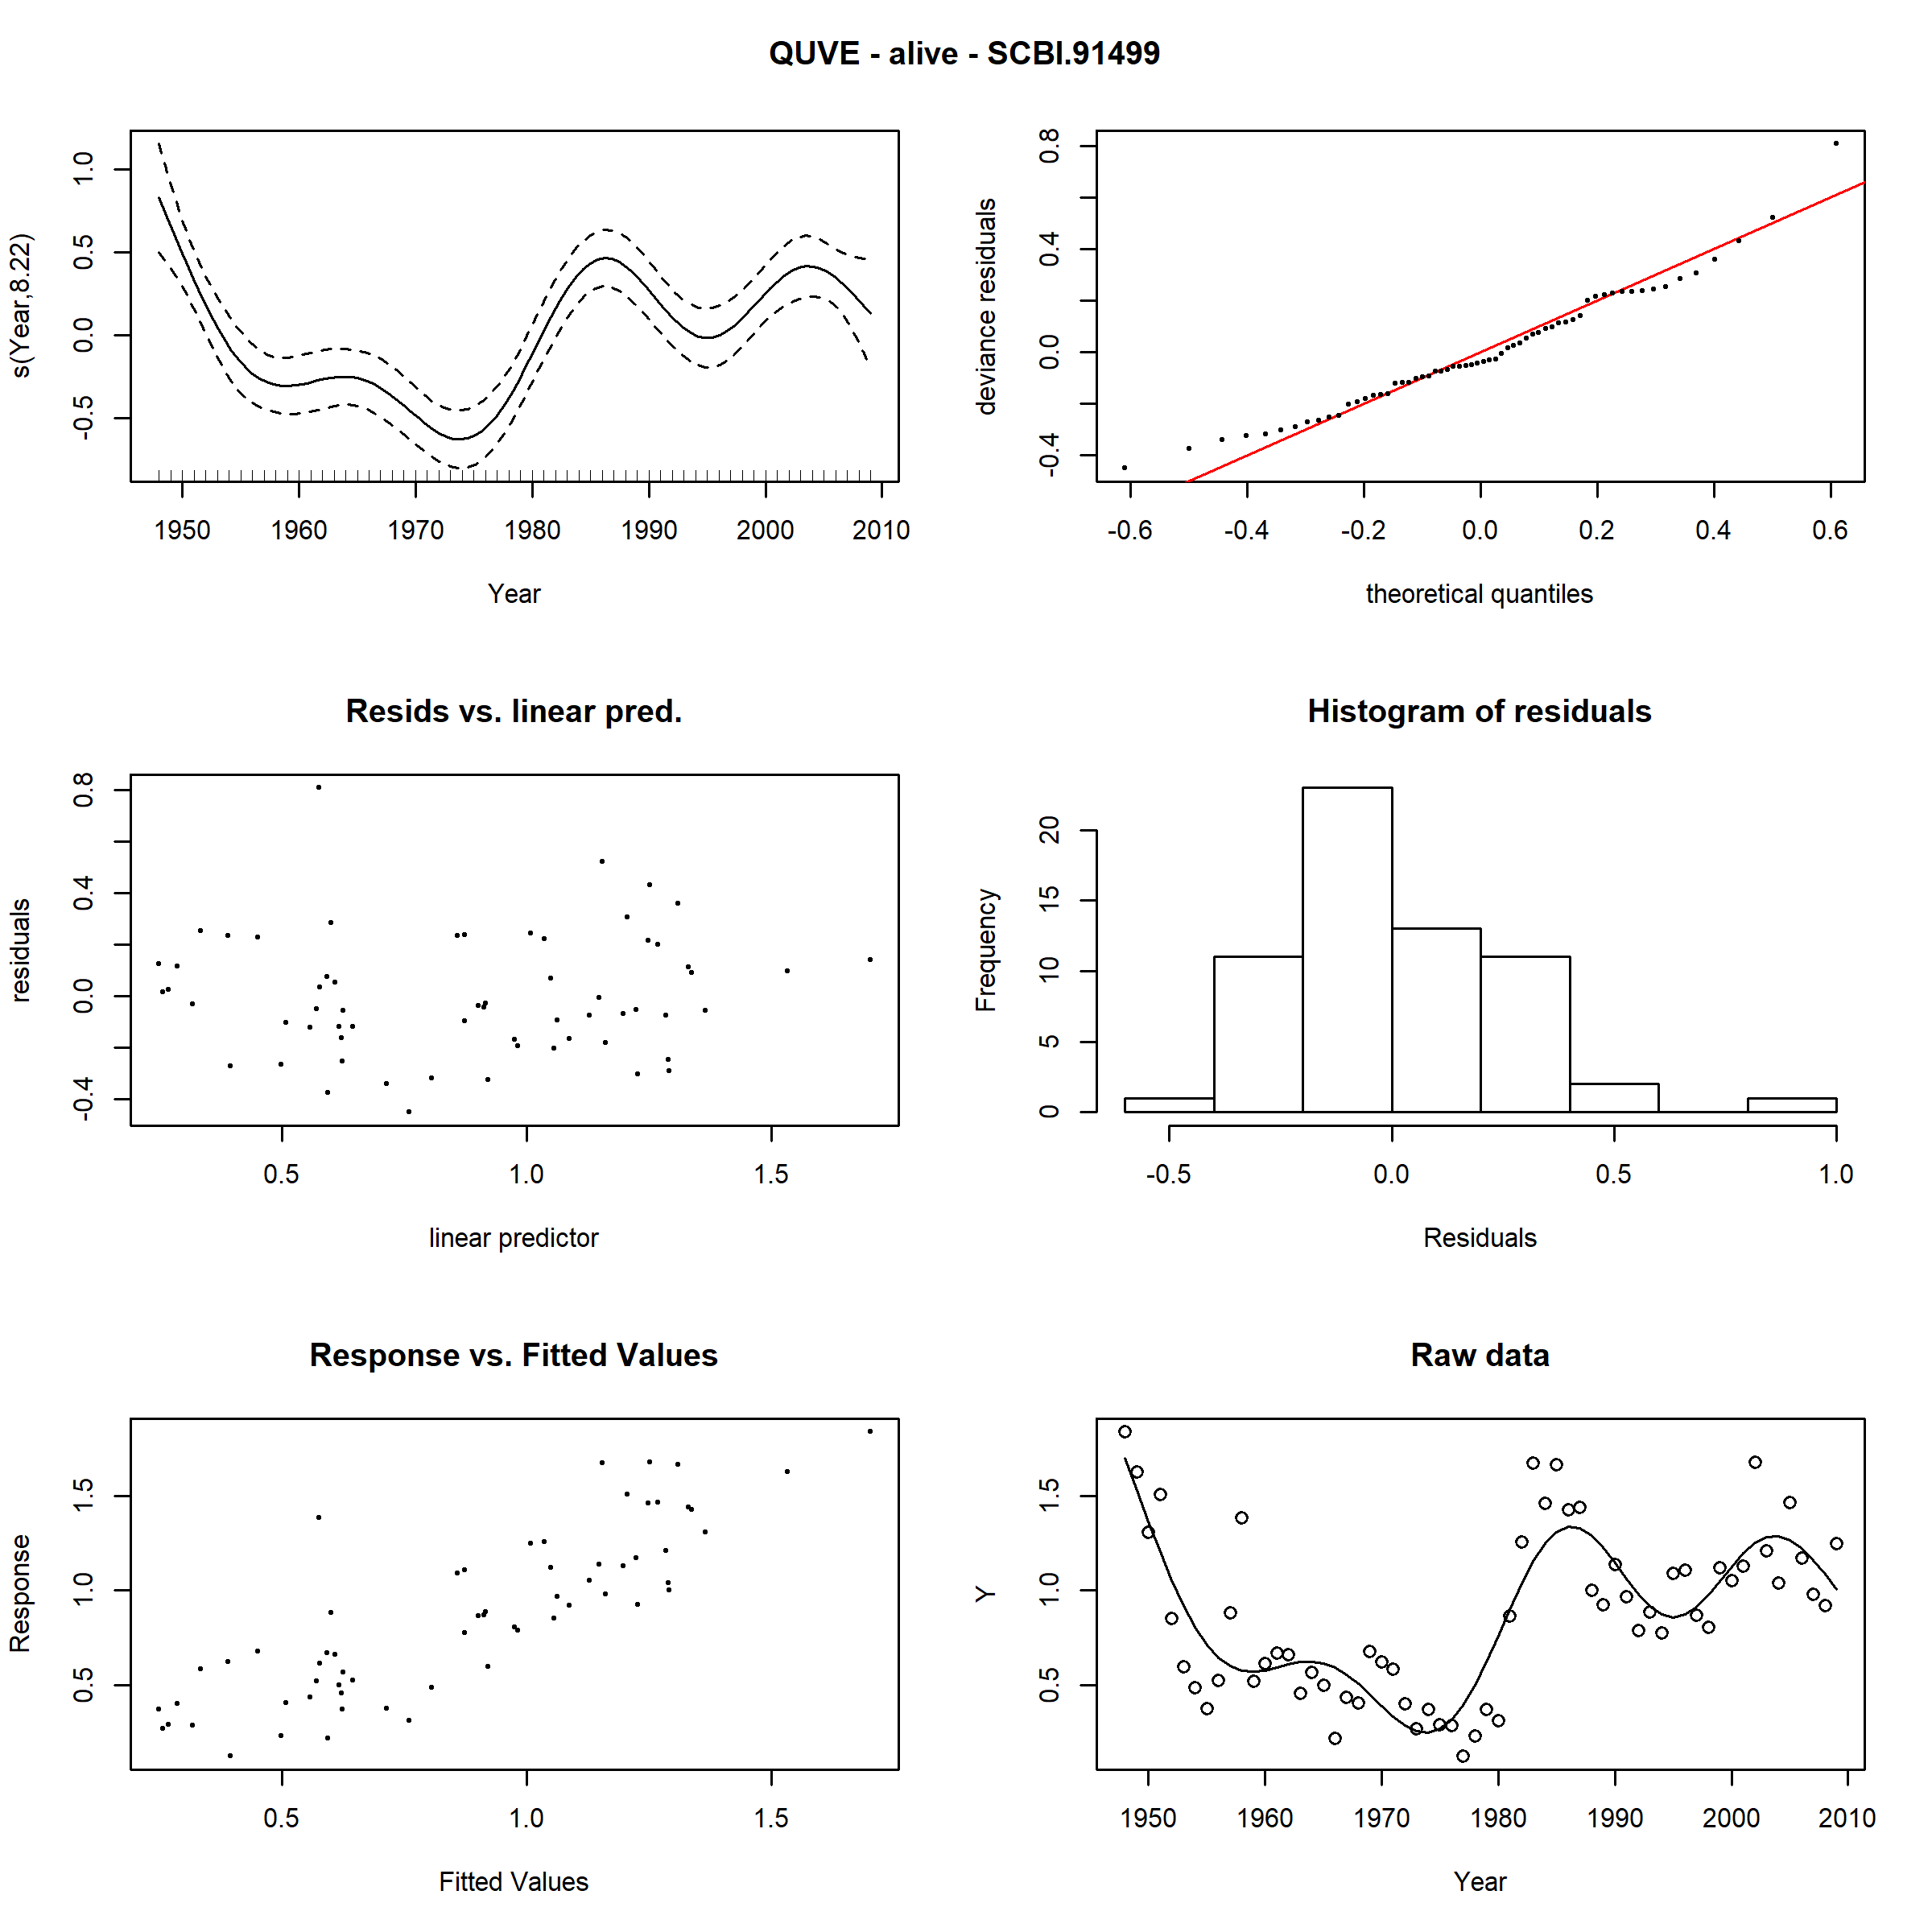 QUVE - alive - SCBI.91499
s(Year,8.22)
-0.5 0.0 0.5 1.0
1950 1960 1970 1980 1990 2000 2010
Year
deviance residuals
-0.4 0.0 0.4 0.8
-0.6 -0.4 -0.2 0.0 0.2 0.4 0.6
theoretical quantiles
Resids vs. linear pred.
residuals
-0.4 0.0 0.4 0.8
0.5 1.0 1.5
linear predictor
Histogram of residuals
Frequency
0 5 10 15 20
-0.5 0.0 0.5 1.0
Residuals
Response vs. Fitted Values
Response
0.5 1.0 1.5
0.5 1.0 1.5
Fitted Values
Raw data
Y
0.5 1.0 1.5
1950 1960 1970 1980 1990 2000 2010
Year